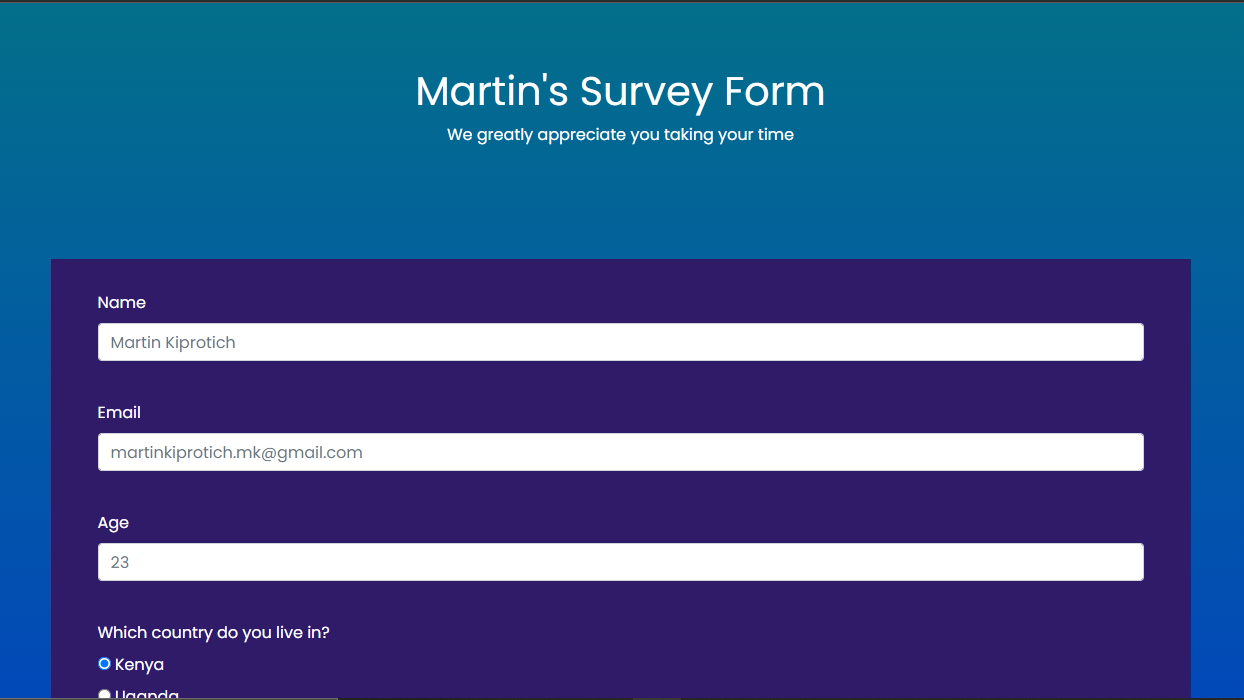 Martin's Survey Form
We greatly appreciate you taking your time
Name
Martin Kiprotich
Email
martinkiprotich.mk@gmail.com
Age
23
Which country do you live in?
Kenya
Uganda